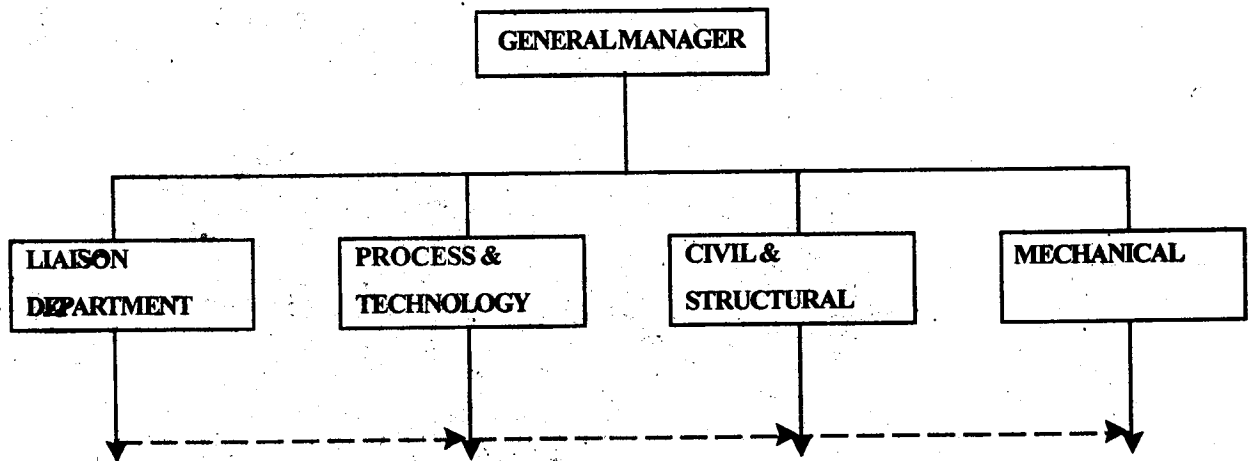 GENERAL MANAGER
LIAISON
DEPARTMENT
PROCESS &
TECHNOLOGY
CIVIL &
STRUCTURAL
MECHANICAL